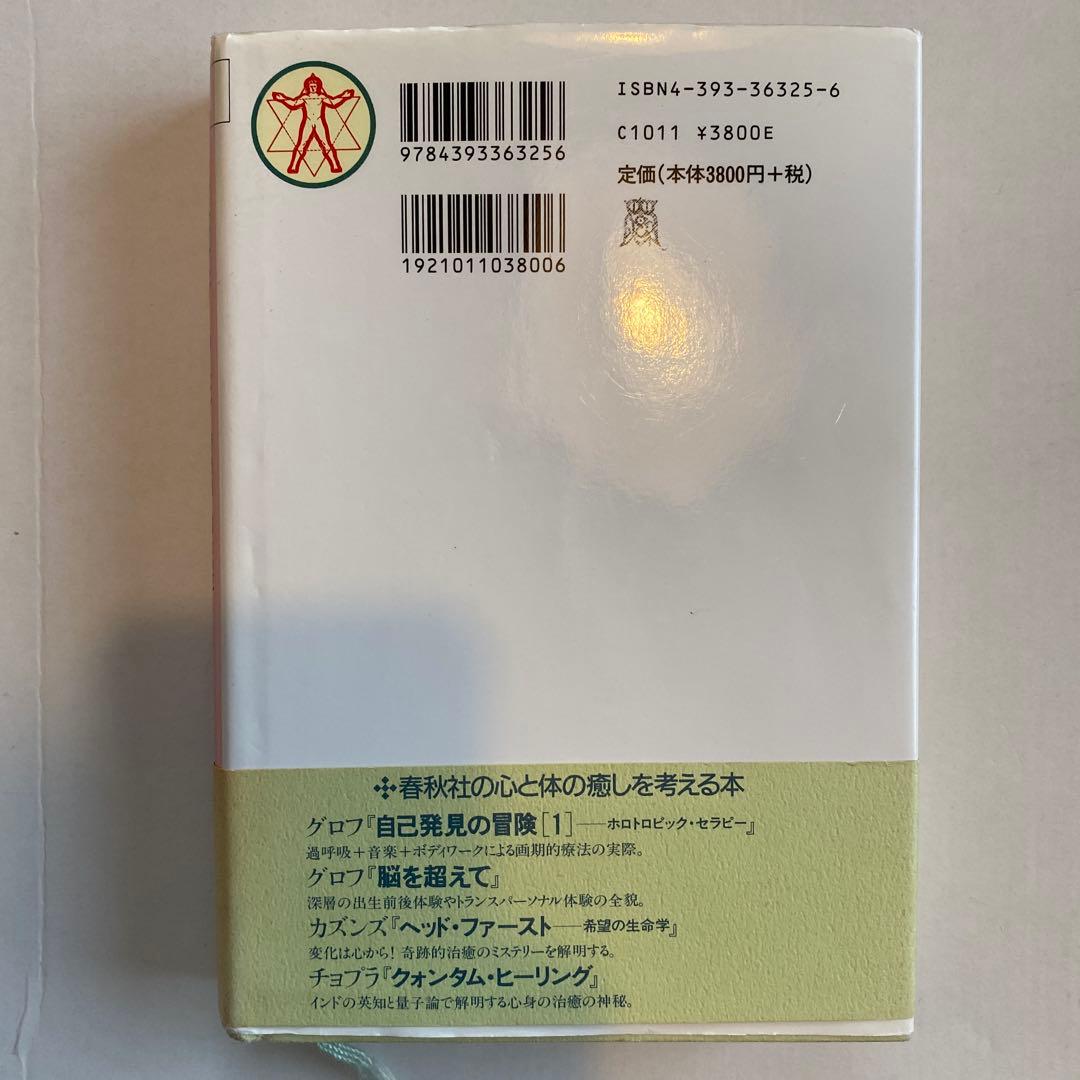 9784393363256
1921011038006
ISBN4-393-36325-6
C1011 ¥3800E
定価(本体3800円+税)
春秋社の心と体の癒しを考える本
グロフ『自己発見の冒険[1]──ホロトロピック・セラピー』
過呼吸+音楽+ボディワークによる画期的療法の実際。
グロフ『脳を超えて』
深層の出生前後体験やトランスパーソナル体験の全貌。
カズンズ『ヘッド・ファースト──希望の生命学』
変化は心から!奇跡的治癒のミステリーを解明する。
チョプラ『クォンタム・ヒーリング』
インドの英知と量子論で解明する心身の治癒の神秘。